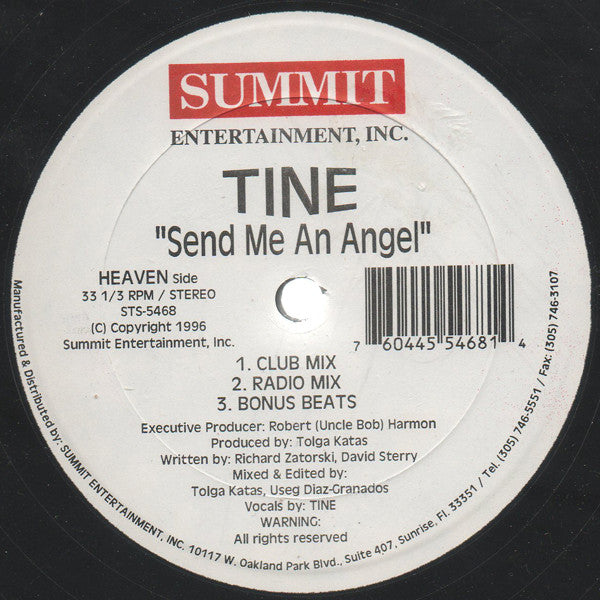 SUMMIT
ENTERTAINMENT, INC.
TINE
"Send Me An Angel"
HEAVEN Side
33 1/3 RPM / STEREO
STS-5468
(C) Copyright 1996
Summit Entertainment, Inc.
7 60445 54681 4
1. CLUB MIX
2. RADIO MIX
3. BONUS BEATS
Executive Producer: Robert (Uncle Bob) Harmon
Produced by: Tolga Katas
Written by: Richard Zatorski, David Sterry
Mixed & Edited by:
Tolga Katas, Useg Diaz-Granados
Vocals by: TINE
WARNING:
All rights reserved
Manufactured & Distributed by: SUMMIT ENTERTAINMENT, INC. 10117 W. Oakland Park Blvd., Suite 407, Sunrise, Fl. 33351 / Tel. (305) 746-5551 / Fax: (305) 746-3107